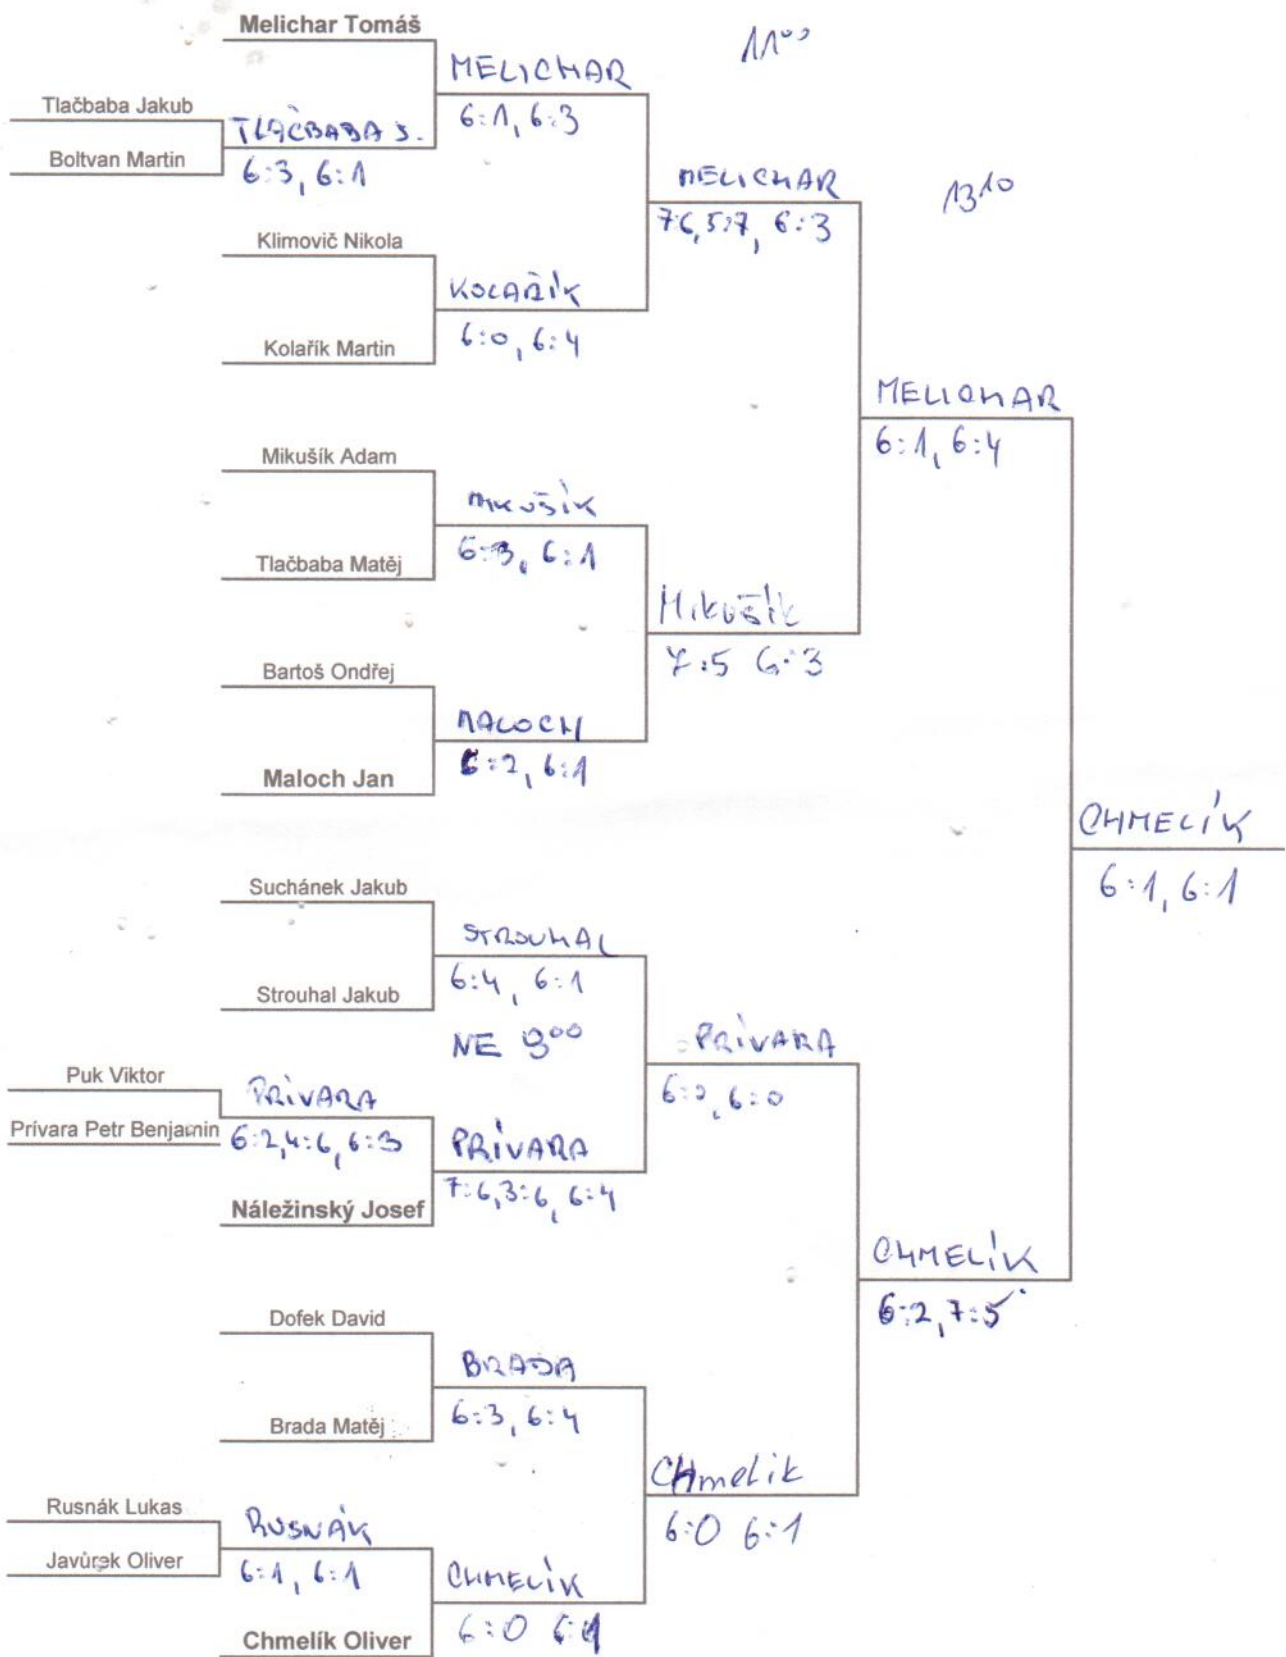 Melichar Tomáš
11⁰⁰
MELICHAR
Tlačbaba Jakub
6:1, 6:3
TLAČBABA J.
Boltvan Martin
6:3, 6:1
MELICHAR
13¹⁰
7:6, 5:7, 6:3
Klimovič Nikola
KOLAŘÍK
6:0, 6:4
Kolařík Martin
MELICHAR
6:1, 6:4
Mikušík Adam
MIKUŠÍK
6:3, 6:1
Tlačbaba Matěj
Mikušík
7:5 6:3
Bartoš Ondřej
MALOCH
6:2, 6:1
Maloch Jan
CHMELÍK
6:1, 6:1
Suchánek Jakub
STROUHAL
6:4, 6:1
Strouhal Jakub
NE 9⁰⁰
PRÍVARA
Puk Viktor
6:2, 6:0
PRÍVARA
Prívara Petr Benjamin
6:2, 4:6, 6:3
PRÍVARA
7:6, 3:6, 6:4
Náležinský Josef
CHMELÍK
6:2, 7:5
Dofek David
BRADA
6:3, 6:4
Brada Matěj
CHmelik
6:0 6:1
Rusnák Lukas
RUSNÁK
Javůrek Oliver
6:1, 6:1
CHMELÍK
6:0 6:1
Chmelík Oliver